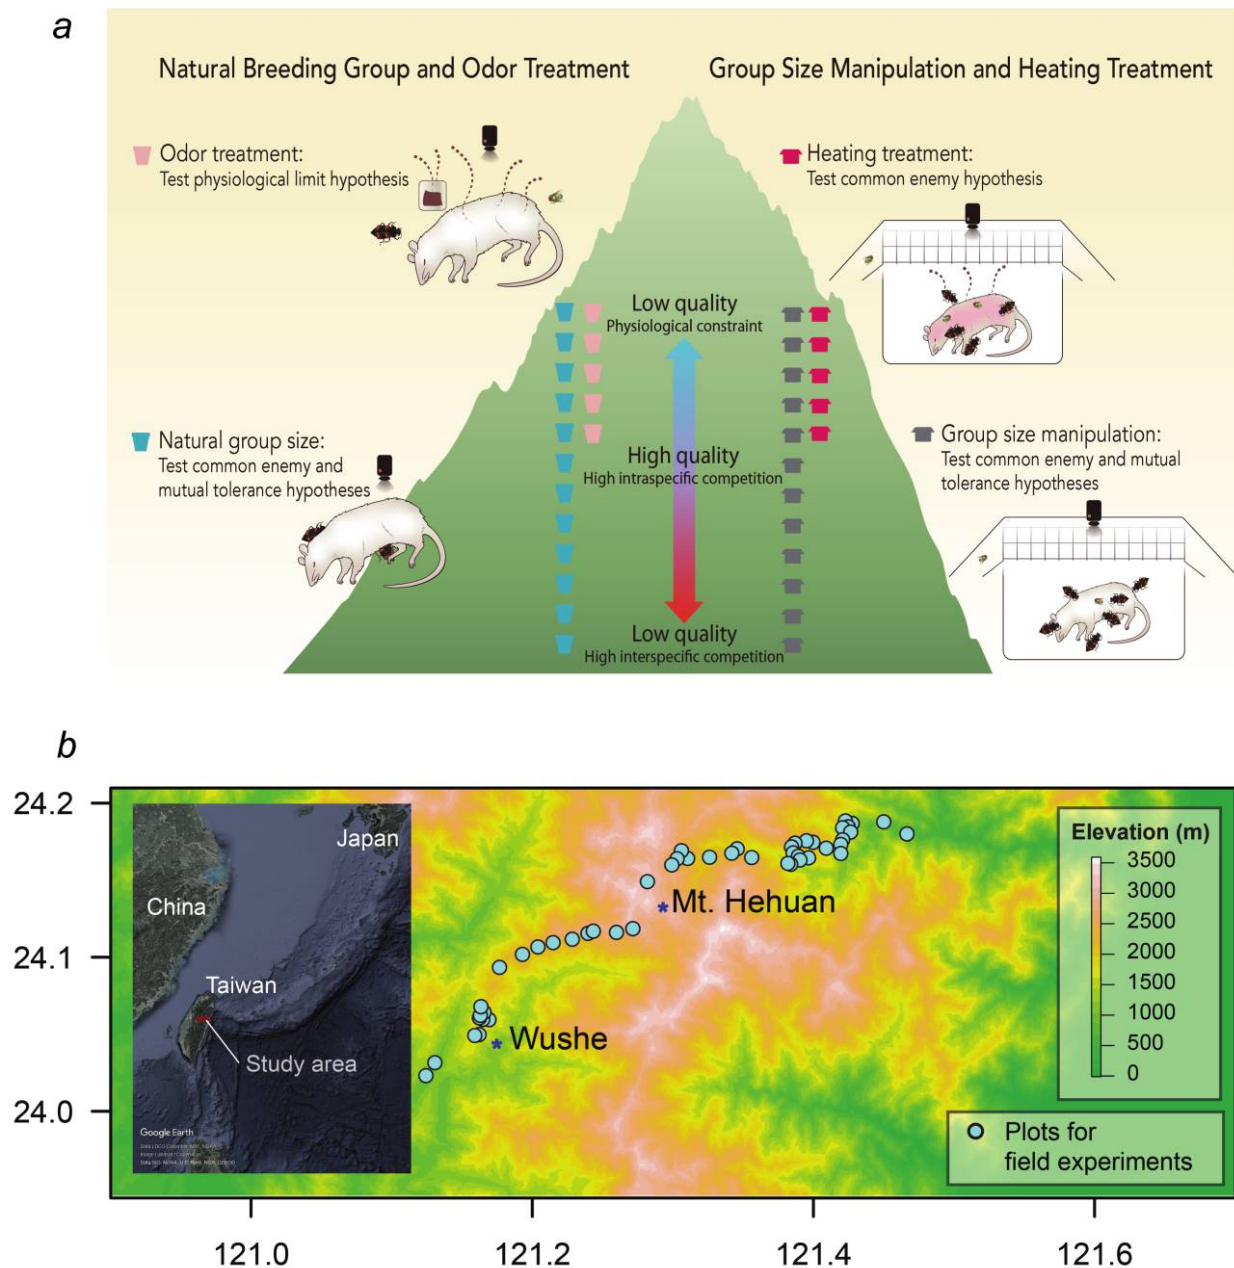 a
Natural Breeding Group and Odor Treatment
Group Size Manipulation and Heating Treatment
Odor treatment:
Test physiological limit hypothesis
Heating treatment:
Test common enemy hypothesis
Low quality
Physiological constraint
Natural group size:
Test common enemy and
mutual tolerance hypotheses
High quality
High intraspecific competition
Group size manipulation:
Test common enemy and mutual
tolerance hypotheses
Low quality
High interspecific competition
b
24.2
24.1
24.0
Japan
China
Taiwan
Study area
Google Earth
Mt. Hehuan
*
Wushe
*
Elevation (m)
3500
3000
2500
2000
1500
1000
500
0
Plots for
field experiments
121.0
121.2
121.4
121.6